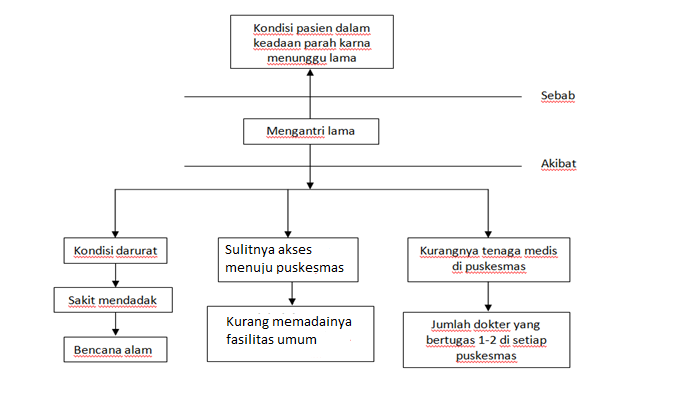 Kondisi pasien dalam
keadaan parah karna
menunggu lama
Sebab
Mengantri lama
Akibat
Kondisi darurat
Sakit mendadak
Bencana alam
Sulitnya akses
menuju puskesmas
Kurang memadainya
fasilitas umum
Kurangnya tenaga medis
di puskesmas
Jumlah dokter yang
bertugas 1-2 di setiap
puskesmas